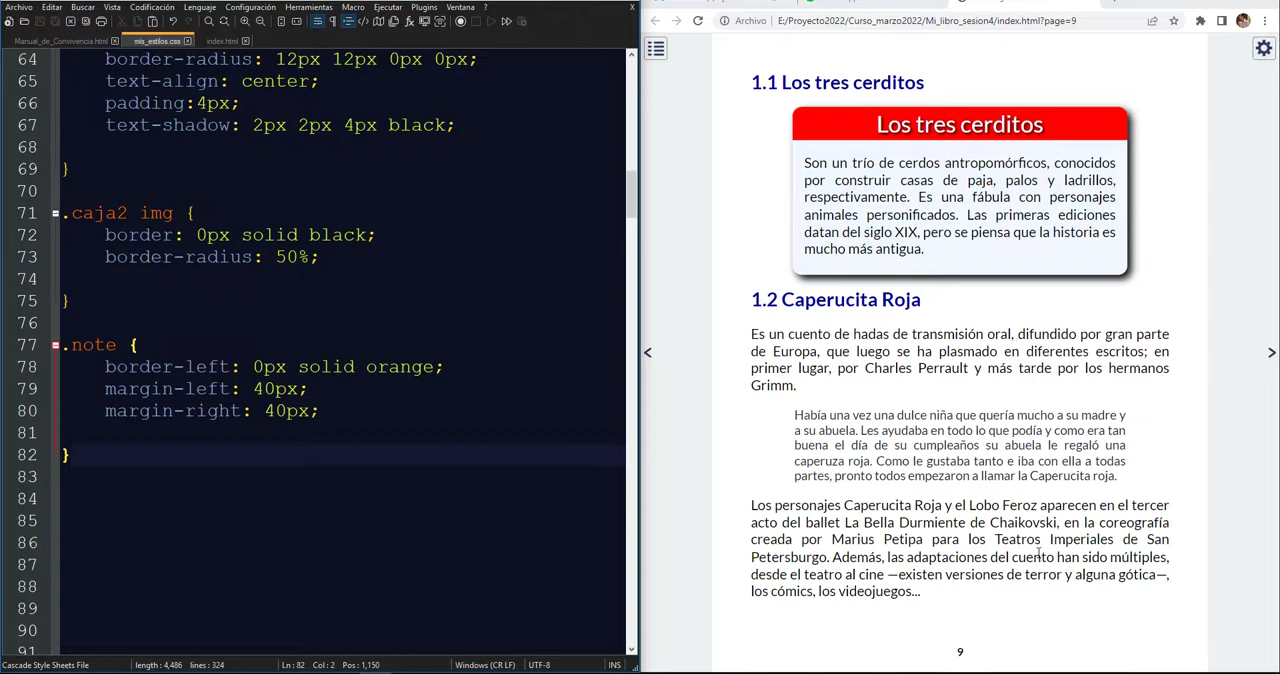 Archivo Editar Buscar Vista Codificación Lenguaje Configuración Herramientas Macro Ejecutar Plugins Ventana ? X
Manual_de_Convivencia.html mis_estilos.css index.html
64 border-radius: 12px 12px 0px 0px;
65 text-align: center;
66 padding:4px;
67 text-shadow: 2px 2px 4px black;
68
69 }
70
71 .caja2 img {
72 border: 0px solid black;
73 border-radius: 50%;
74
75 }
76
77 .note {
78 border-left: 0px solid orange;
79 margin-left: 40px;
80 margin-right: 40px;
81
82 }
83
84
85
86
87
88
89
90
91
Cascade Style Sheets File length : 4,486 lines : 324 Ln : 82 Col : 2 Pos : 1,150 Windows (CR LF) UTF-8 INS
Archivo E:/Proyecto2022/Curso_marzo2022/Mi_libro_sesion4/index.html?page=9
1.1 Los tres cerditos
Los tres cerditos
Son un trío de cerdos antropomórficos, conocidos
por construir casas de paja, palos y ladrillos,
respectivamente. Es una fábula con personajes
animales personificados. Las primeras ediciones
datan del siglo XIX, pero se piensa que la historia es
mucho más antigua.
1.2 Caperucita Roja
Es un cuento de hadas de transmisión oral, difundido por gran parte
de Europa, que luego se ha plasmado en diferentes escritos; en
primer lugar, por Charles Perrault y más tarde por los hermanos
Grimm.
Había una vez una dulce niña que quería mucho a su madre y
a su abuela. Les ayudaba en todo lo que podía y como era tan
buena el día de su cumpleaños su abuela le regaló una
caperuza roja. Como le gustaba tanto e iba con ella a todas
partes, pronto todos empezaron a llamar la Caperucita roja.
Los personajes Caperucita Roja y el Lobo Feroz aparecen en el tercer
acto del ballet La Bella Durmiente de Chaikovski, en la coreografía
creada por Marius Petipa para los Teatros Imperiales de San
Petersburgo. Además, las adaptaciones del cuento han sido múltiples,
desde el teatro al cine —existen versiones de terror y alguna gótica—,
los cómics, los videojuegos...
9